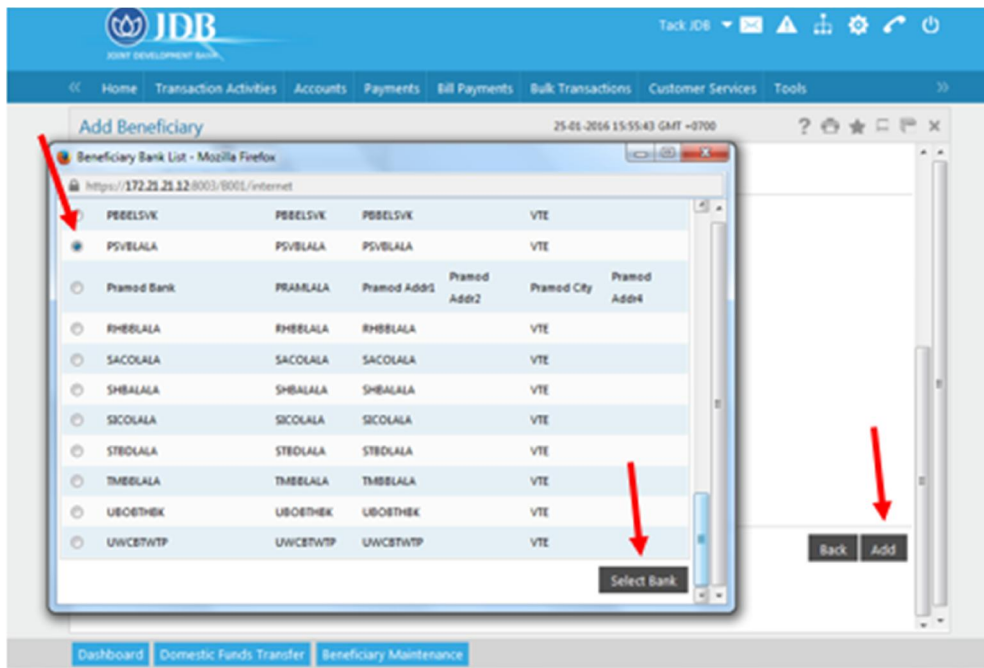 JDB
JOINT DEVELOPMENT BANK
Tack JDB
Home Transaction Activities Accounts Payments Bill Payments Bulk Transactions Customer Services Tools
Add Beneficiary 25-01-2016 15:55:43 GMT +0700
Beneficiary Bank List - Mozilla Firefox
https://172.21.21.12:8003/B001/internet
PBBELSVK PBBELSVK PBBELSVK VTE
PSVBLALA PSVBLALA PSVBLALA VTE
Pramod Bank PRAMLALA Pramod Addr1 Pramod Addr2 Pramod City Pramod Addr4
RHBBLALA RHBBLALA RHBBLALA VTE
SACOLALA SACOLALA SACOLALA VTE
SHBALALA SHBALALA SHBALALA VTE
SICOLALA SICOLALA SICOLALA VTE
STBDLALA STBDLALA STBDLALA VTE
TMBBLALA TMBBLALA TMBBLALA VTE
UBOBTHBK UBOBTHBK UBOBTHBK VTE
UWCBTWTP UWCBTWTP UWCBTWTP VTE
Back Add
Select Bank
Dashboard Domestic Funds Transfer Beneficiary Maintenance